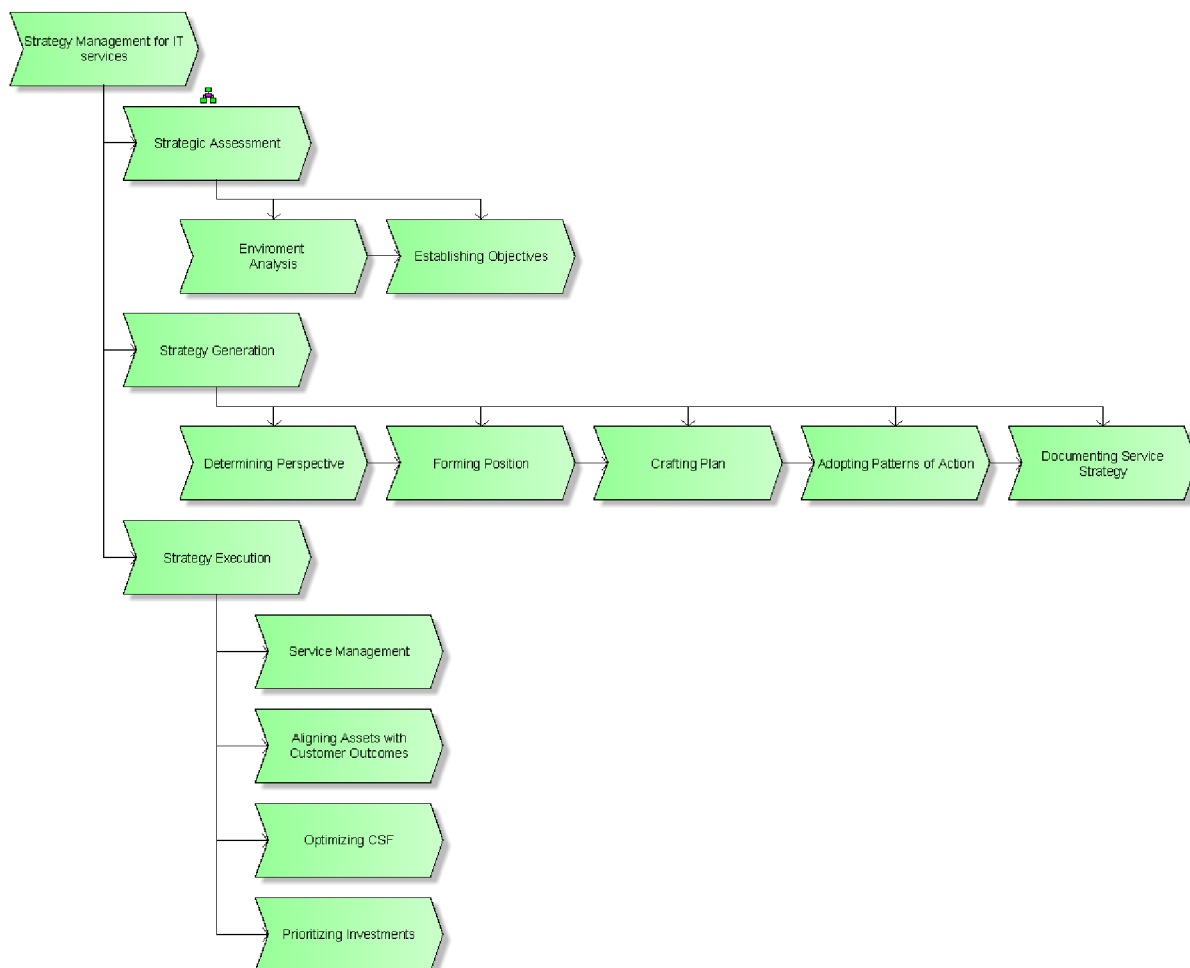 Strategy Management for IT
services
Strategic Assessment
Enviroment
Analysis
Establishing Objectives
Strategy Generation
Determining Perspective
Forming Position
Crafting Plan
Adopting Patterns of Action
Documenting Service
Strategy
Strategy Execution
Service Management
Aligning Assets with
Customer Outcomes
Optimizing CSF
Prioritizing Investments